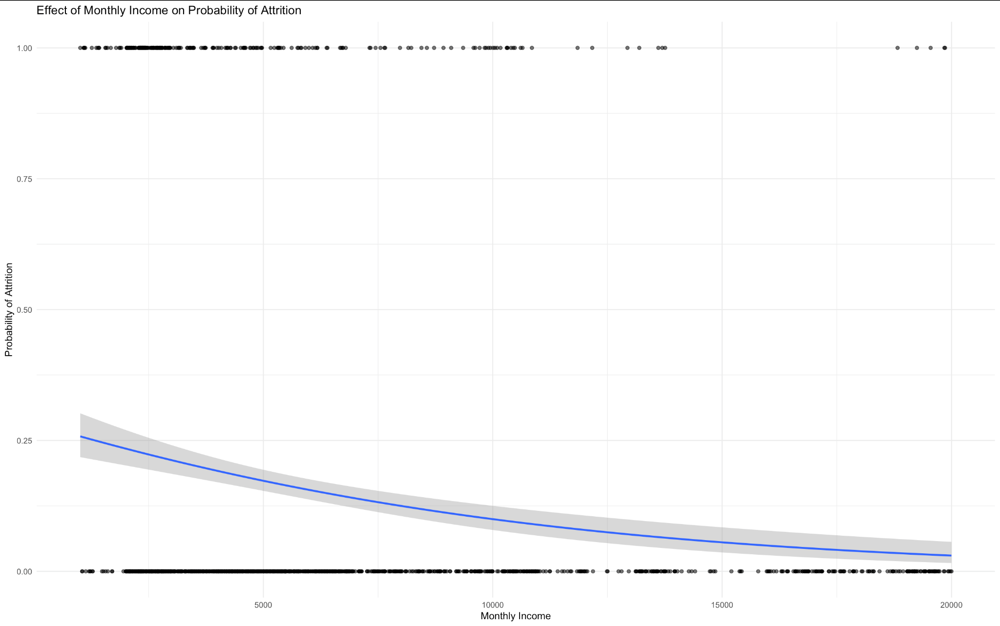 Effect of Monthly Income on Probability of Attrition
1.00
0.75
0.50
0.25
0.00
Probability of Attrition
5000 10000 15000 20000
Monthly Income